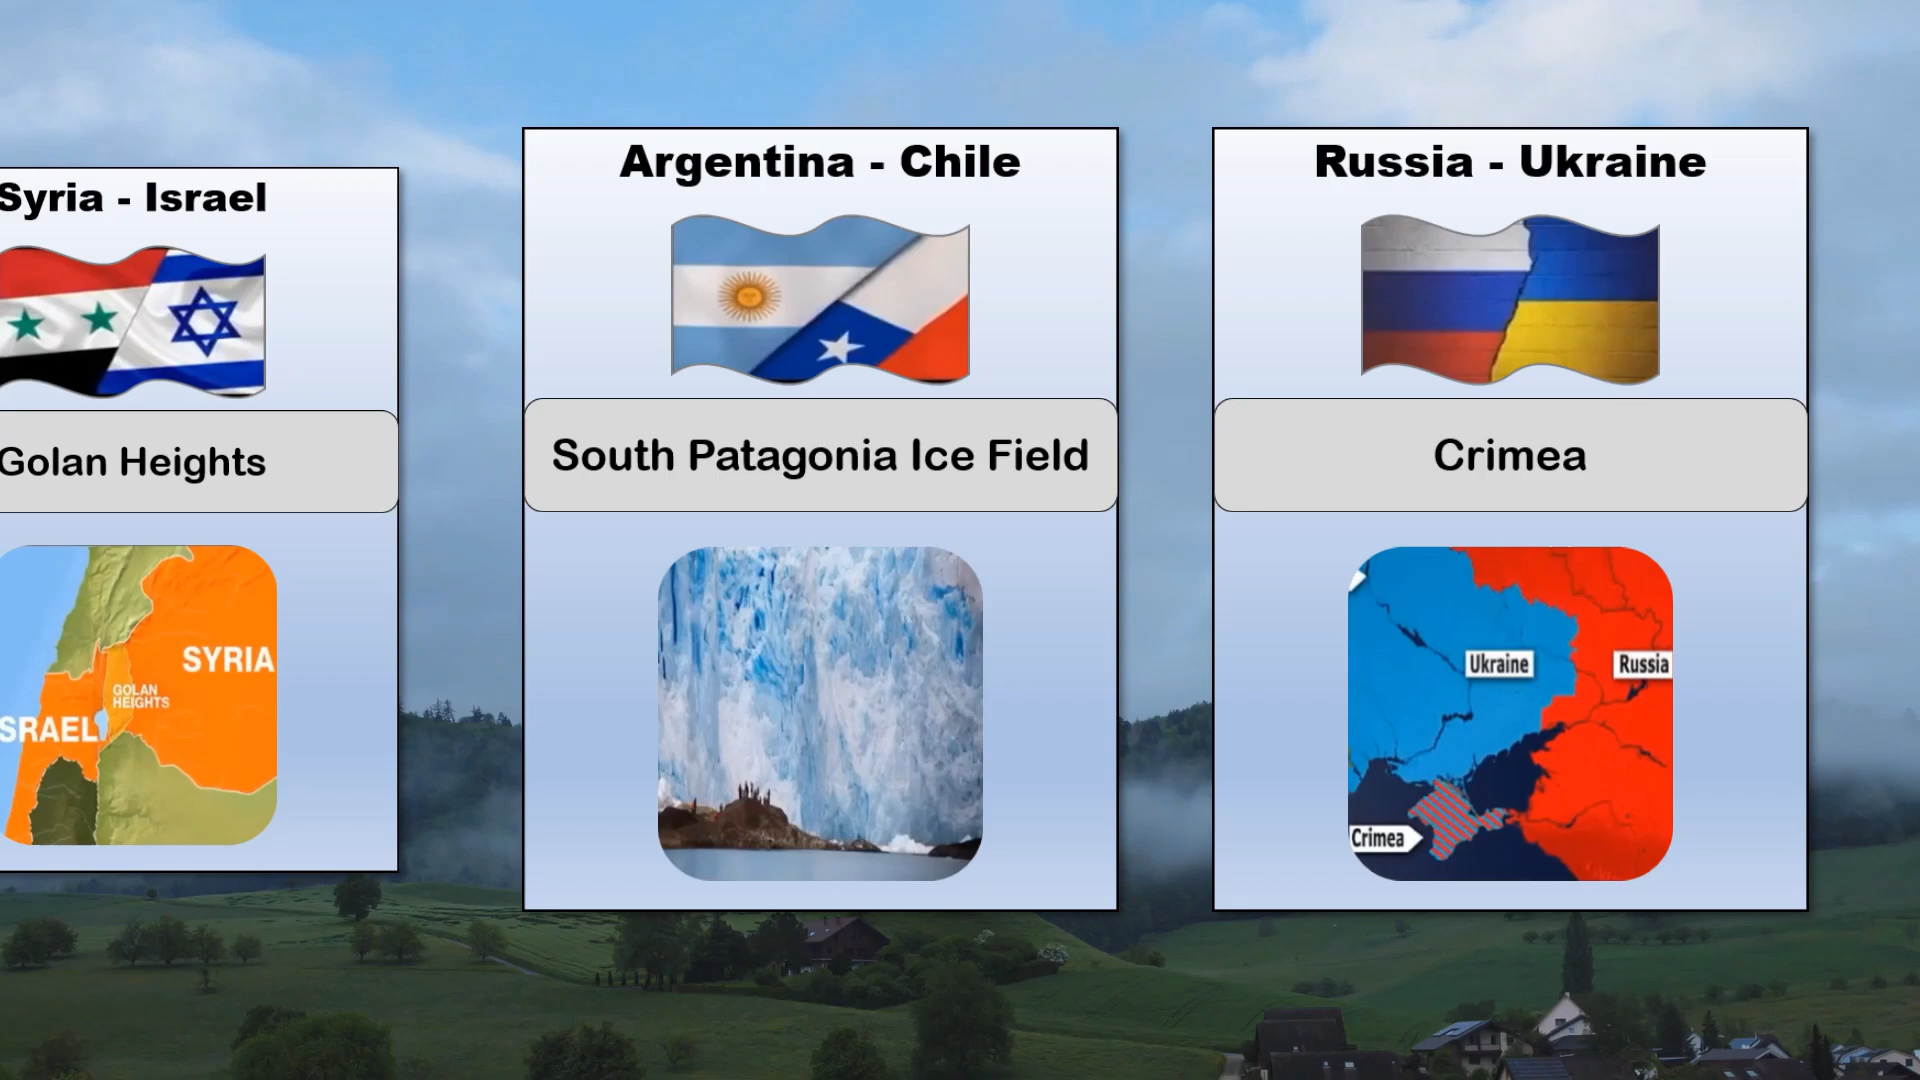 Syria - Israel
Golan Heights
SYRIA
GOLAN
HEIGHTS
SRAEL
Argentina - Chile
South Patagonia Ice Field
Russia - Ukraine
Crimea
Ukraine
Russia
Crimea